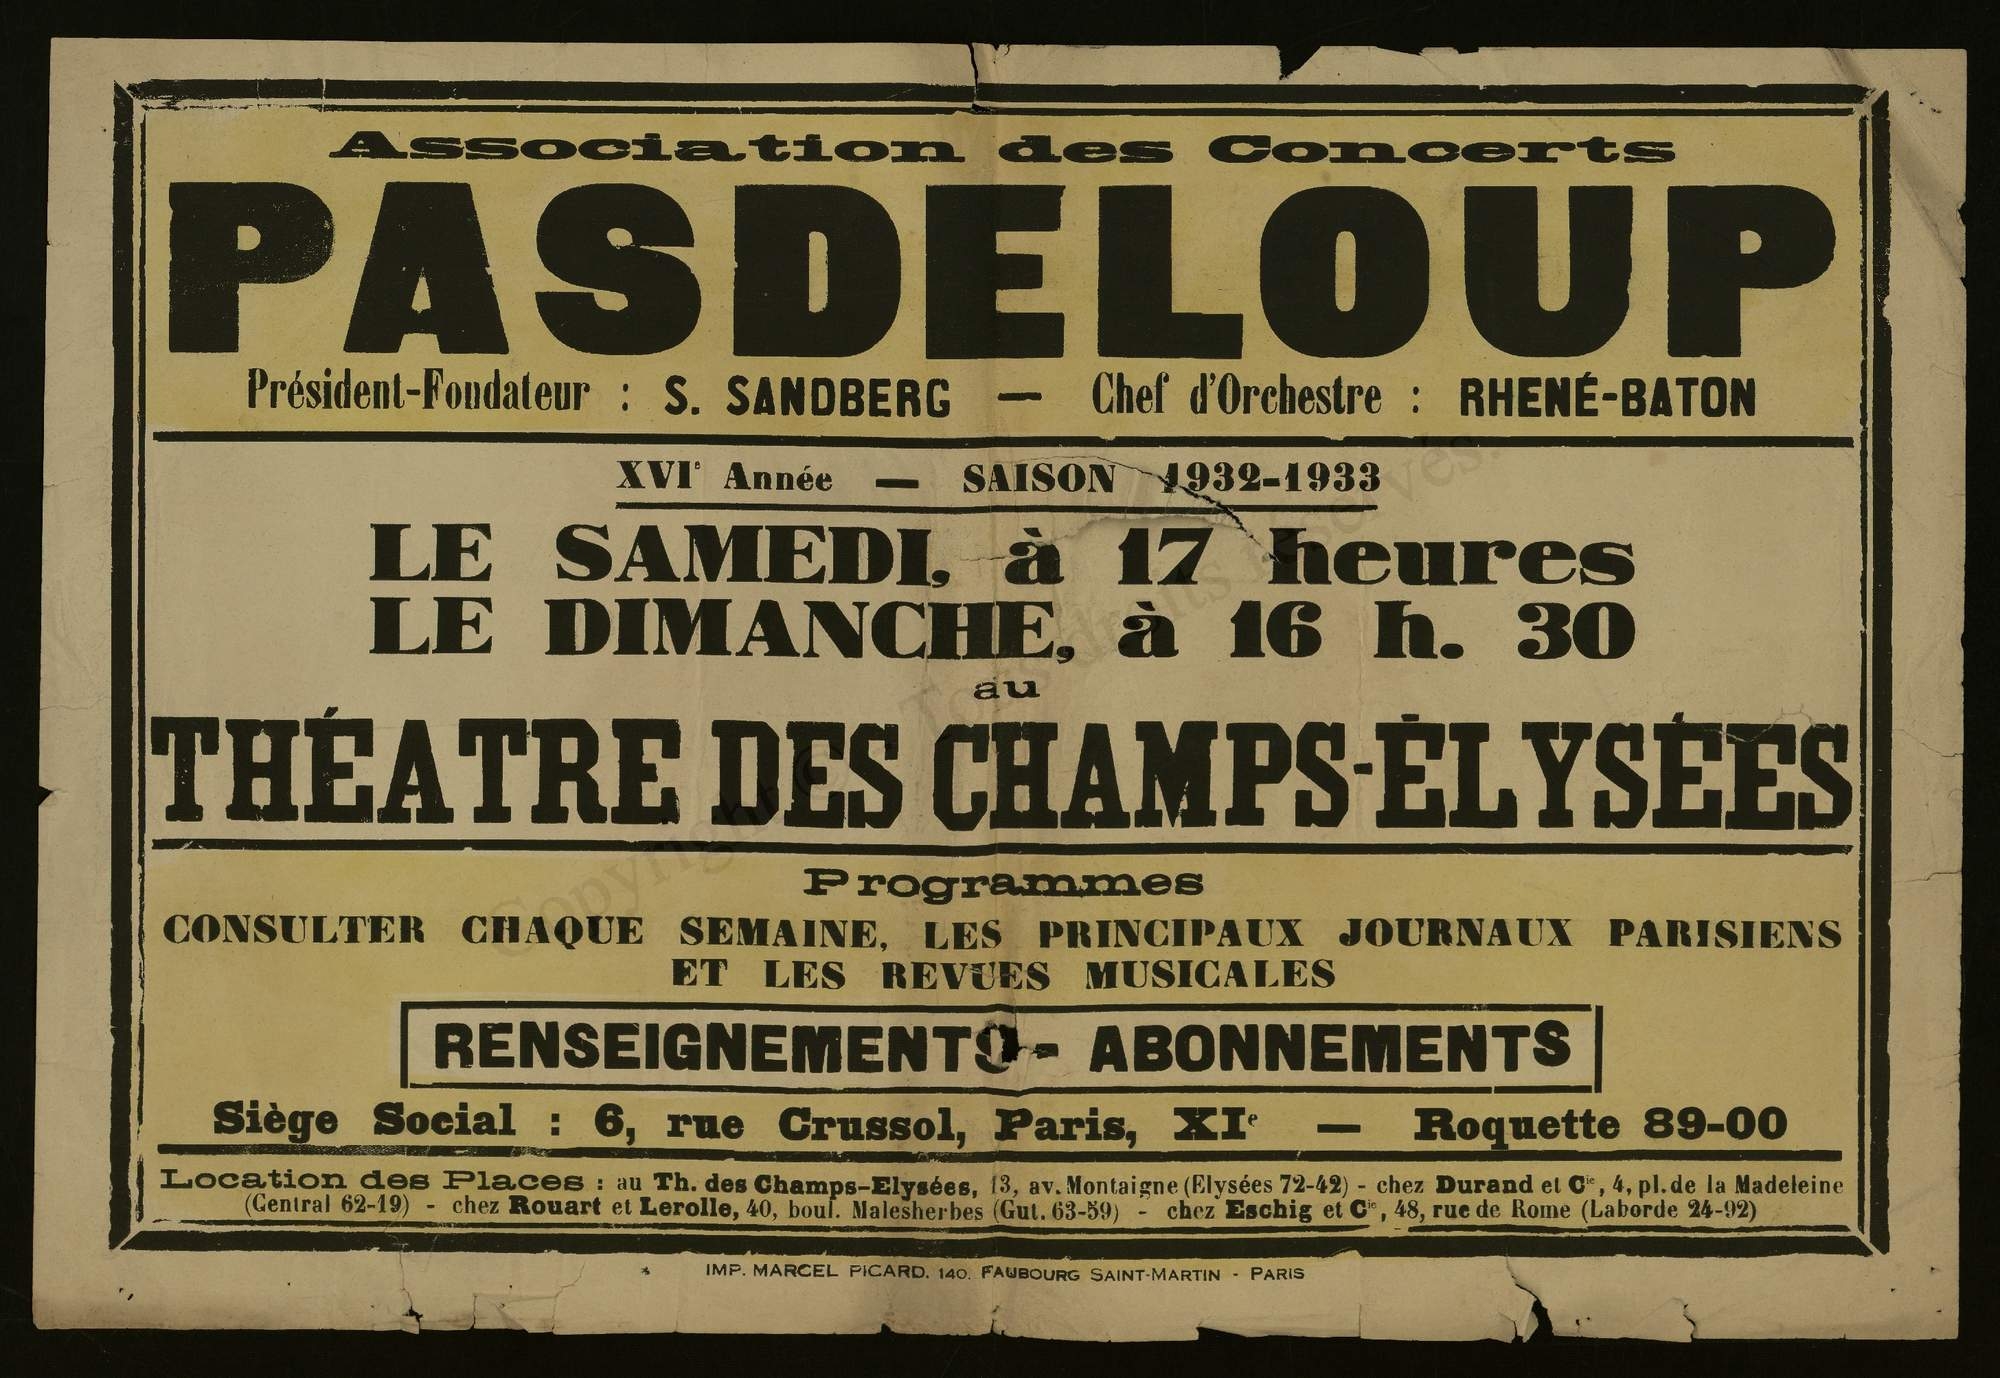 Association des Concerts
PASDELOUP
Président-Fondateur : S. SANDBERG — Chef d'Orchestre : RHENÉ-BATON
XVIe Année — SAISON 1932-1933
LE SAMEDI, à 17 heures
LE DIMANCHE, à 16 h. 30
au
THÉATRE DES CHAMPS-ÉLYSÉES
Programmes
CONSULTER CHAQUE SEMAINE, LES PRINCIPAUX JOURNAUX PARISIENS
ET LES REVUES MUSICALES
RENSEIGNEMENTS - ABONNEMENTS
Siège Social : 6, rue Crussol, Paris, XIe — Roquette 89-00
Location des Places : au Th. des Champs-Elysées, 13, av. Montaigne (Elysées 72-42) - chez Durand et Cie, 4, pl. de la Madeleine
(Central 62-19) - chez Rouart et Lerolle, 40, boul. Malesherbes (Gut. 63-59) - chez Eschig et Cie, 48, rue de Rome (Laborde 24-92)
IMP. MARCEL PICARD. 140. FAUBOURG SAINT-MARTIN - PARIS
Copyright © - Tous droits réservés.